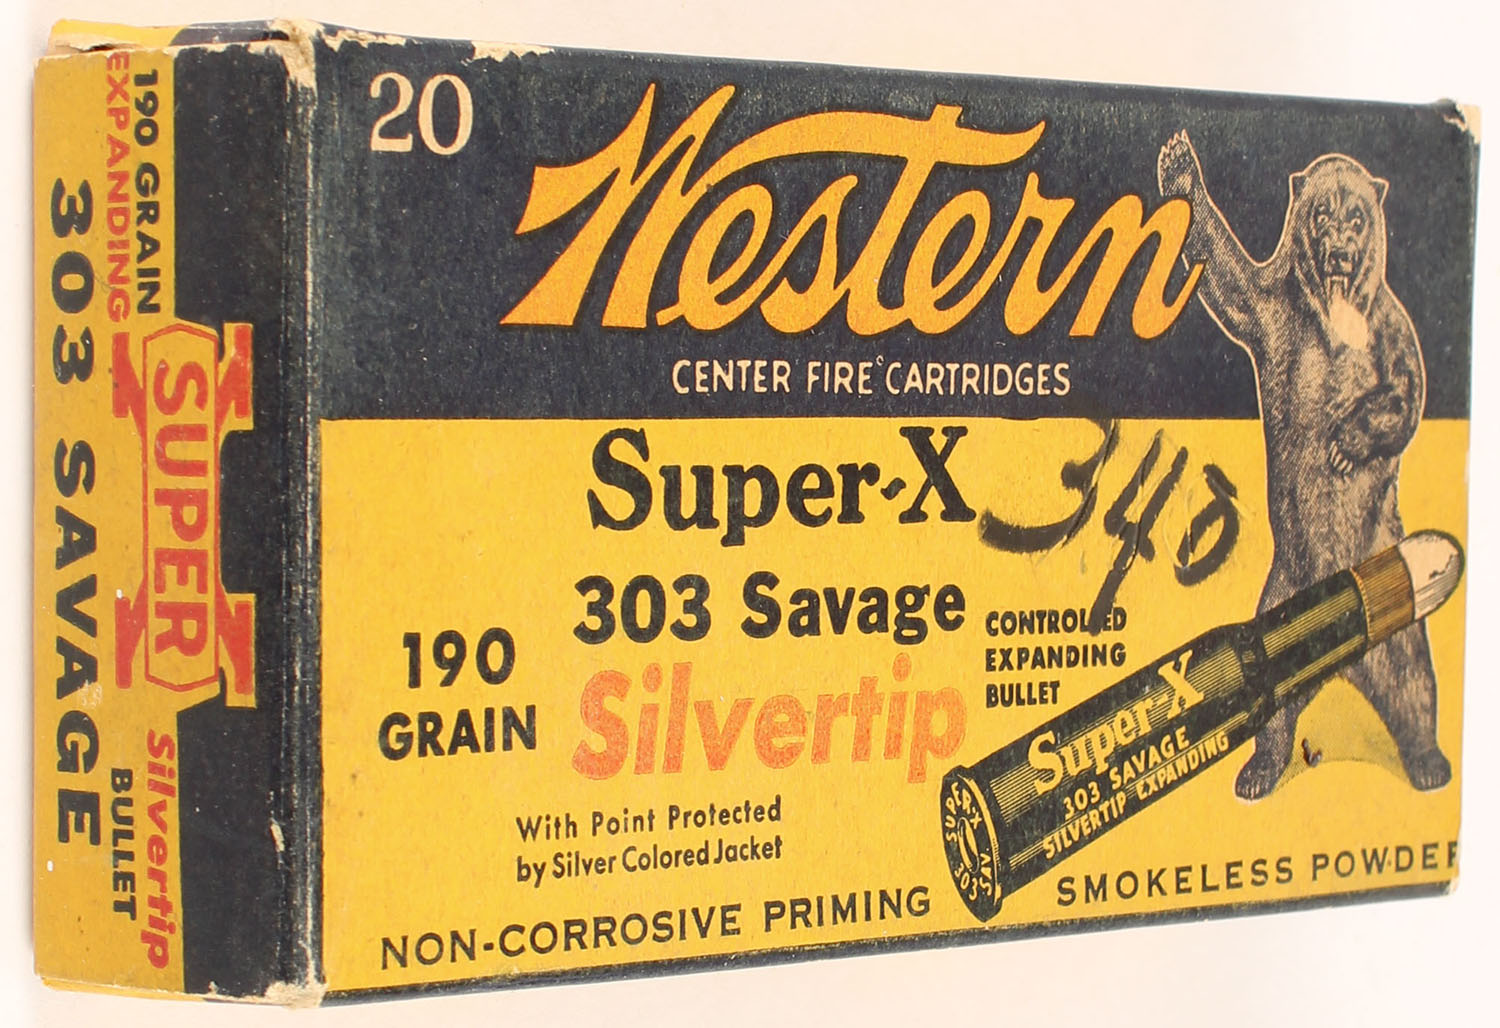 20
Western
CENTER FIRE CARTRIDGES
Super-X
340
303 Savage
190
GRAIN
Silvertip
CONTROLLED
EXPANDING
BULLET
With Point Protected
by Silver Colored Jacket
NON-CORROSIVE PRIMING
SMOKELESS POWDER
Super-X
303 SAVAGE
SILVERTIP EXPANDING
SUPER X
303 SAV.
190 GRAIN
EXPANDING
SUPER
X
Silvertip
BULLET
303 SAVAGE